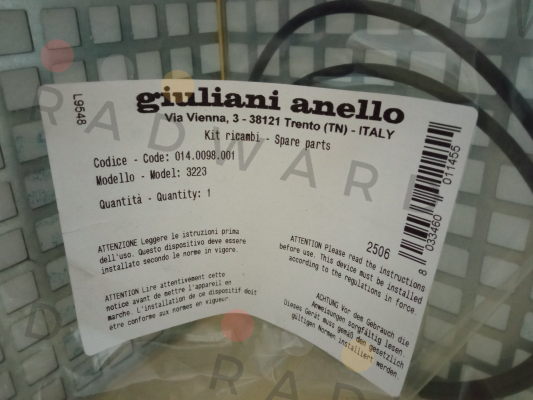 L9548
giuliani anello
Via Vienna, 3 - 38121 Trento (TN) - ITALY
Kit ricambi - Spare parts
Codice - Code: 014.0098.001
Modello - Model: 3223
Quantità - Quantity: 1
ATTENZIONE Leggere le istruzioni prima
dell'uso. Questo dispositivo deve essere
installato secondo le norme in vigore.
ATTENTION Lire attentivement cette
notice avant de mettre l'appareil en
marche. L'installation de ce dispositif doit
etre conforme aux normes en vigueur.
2506
ATTENTION Please read the instructions
before use. This device must be installed
according to the regulations in force.
ACHTUNG Vor dem Gebrauch die
Anweisungen sorgfältig lesen.
Dieses Gerät muss gemäß den gesetzlich
gültigen Normen installiert werden.
8 033460 011455
RADWARE
RADWARE